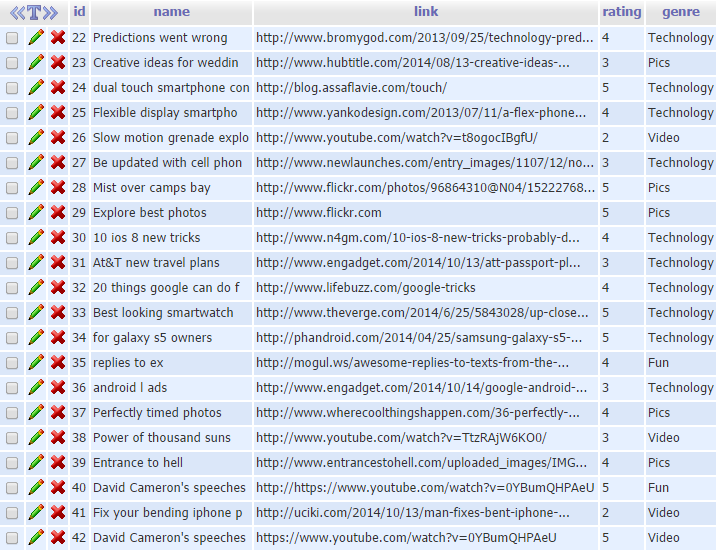 T id name link rating genre
22 Predictions went wrong http://www.bromygod.com/2013/09/25/technology-pred... 4 Technology
23 Creative ideas for weddin http://www.hubtitle.com/2014/08/13-creative-ideas-... 3 Pics
24 dual touch smartphone con http://blog.assaflavie.com/touch/ 5 Technology
25 Flexible display smartpho http://www.yankodesign.com/2013/07/11/a-flex-phone... 4 Technology
26 Slow motion grenade explo http://www.youtube.com/watch?v=t8ogocIBgfU/ 2 Video
27 Be updated with cell phon http://www.newlaunches.com/entry_images/1107/12/no... 3 Technology
28 Mist over camps bay http://www.flickr.com/photos/96864310@N04/15222768... 5 Pics
29 Explore best photos http://www.flickr.com 5 Pics
30 10 ios 8 new tricks http://www.n4gm.com/10-ios-8-new-tricks-probably-d... 4 Technology
31 At&T new travel plans http://www.engadget.com/2014/10/13/att-passport-pl... 3 Technology
32 20 things google can do f http://www.lifebuzz.com/google-tricks 4 Technology
33 Best looking smartwatch http://www.theverge.com/2014/6/25/5843028/up-close... 5 Technology
34 for galaxy s5 owners http://phandroid.com/2014/04/25/samsung-galaxy-s5-... 5 Technology
35 replies to ex http://mogul.ws/awesome-replies-to-texts-from-the-... 4 Fun
36 android l ads http://www.engadget.com/2014/10/14/google-android-... 3 Technology
37 Perfectly timed photos http://www.wherecoolthingshappen.com/36-perfectly-... 4 Pics
38 Power of thousand suns http://www.youtube.com/watch?v=TtzRAjW6KO0/ 3 Video
39 Entrance to hell http://www.entrancestohell.com/uploaded_images/IMG... 4 Pics
40 David Cameron's speeches http://https://www.youtube.com/watch?v=0YBumQHPAeU 5 Fun
41 Fix your bending iphone p http://uciki.com/2014/10/13/man-fixes-bent-iphone-... 2 Video
42 David Cameron's speeches https://www.youtube.com/watch?v=0YBumQHPAeU 5 Video